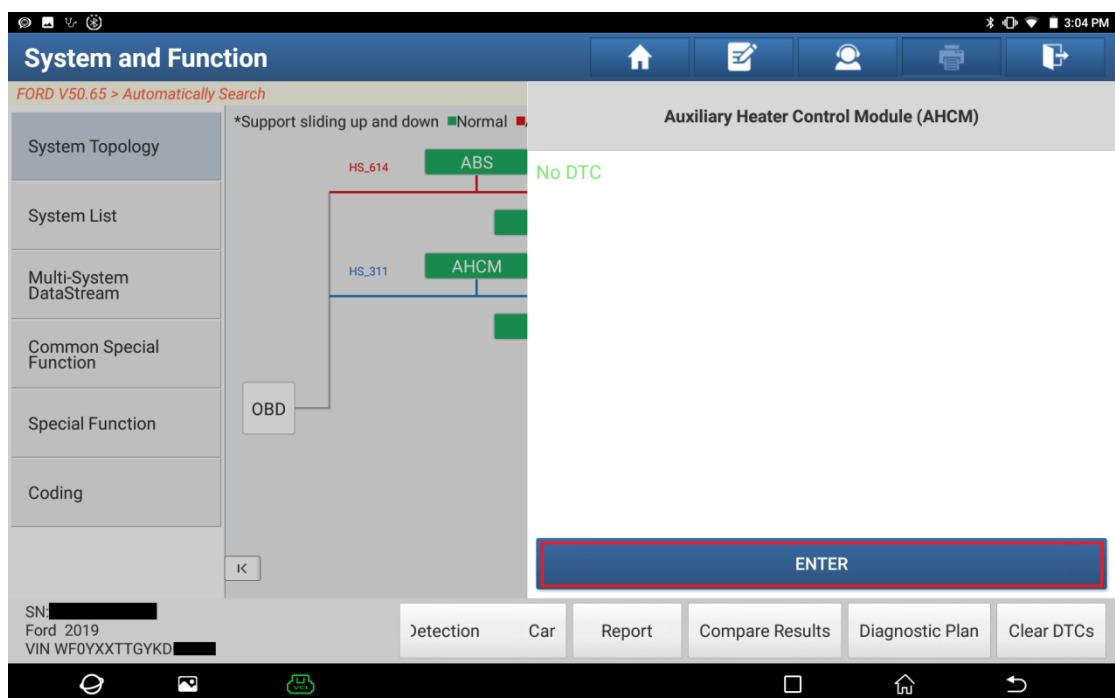 3:04 PM
System and Function
FORD V50.65 > Automatically Search
System Topology
System List
Multi-System
DataStream
Common Special
Function
Special Function
Coding
*Support sliding up and down ■Normal ■
HS_614
ABS
HS_311
AHCM
OBD
Auxiliary Heater Control Module (AHCM)
No DTC
ENTER
SN:
Ford 2019
VIN WF0YXXTTGYKD
Detection Car
Report
Compare Results
Diagnostic Plan
Clear DTCs
VCI